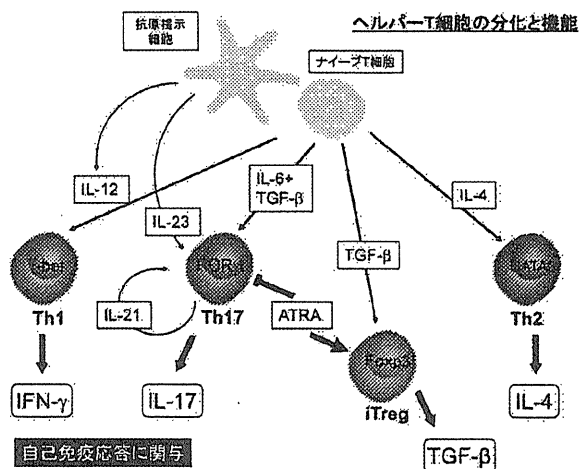 ヘルパーT細胞の分化と機能
抗原提示
細胞
ナイーブT細胞
IL-12
IL-23
IL-6+
TGF-β
TGF-β
IL-4
Th1
IL-21
Th17
ATRA
Foxp3
iTreg
Th2
IFN-γ
IL-17
IL-4
TGF-β
自己免疫応答に関与